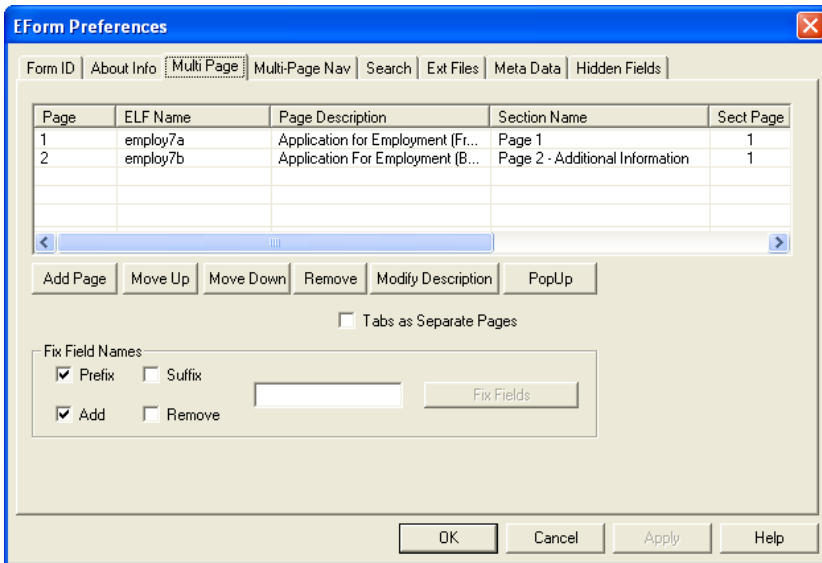 EForm Preferences
Form ID About Info Multi Page Multi-Page Nav Search Ext Files Meta Data Hidden Fields
Page ELF Name Page Description Section Name Sect Page
1 employ7a Application for Employment (Fr... Page 1 1
2 employ7b Application For Employment (B... Page 2 - Additional Information 1
Add Page Move Up Move Down Remove Modify Description PopUp
Tabs as Separate Pages
Fix Field Names
Prefix Suffix
Fix Fields
Add Remove
OK Cancel Apply Help